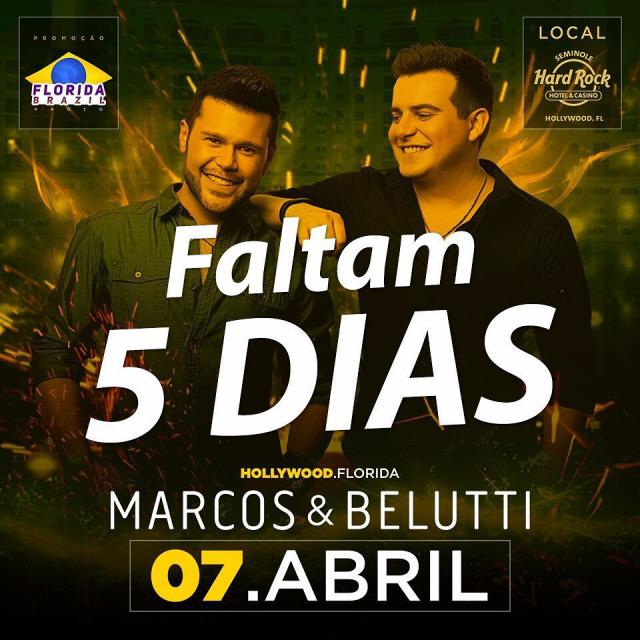 PROMOÇÃO
FLORIDA
BRAZIL
RADIO
LOCAL
SEMINOLE
Hard Rock
HOTEL & CASINO
HOLLYWOOD, FL
Faltam
5 DIAS
HOLLYWOOD.FLORIDA
MARCOS & BELUTTI
07.ABRIL